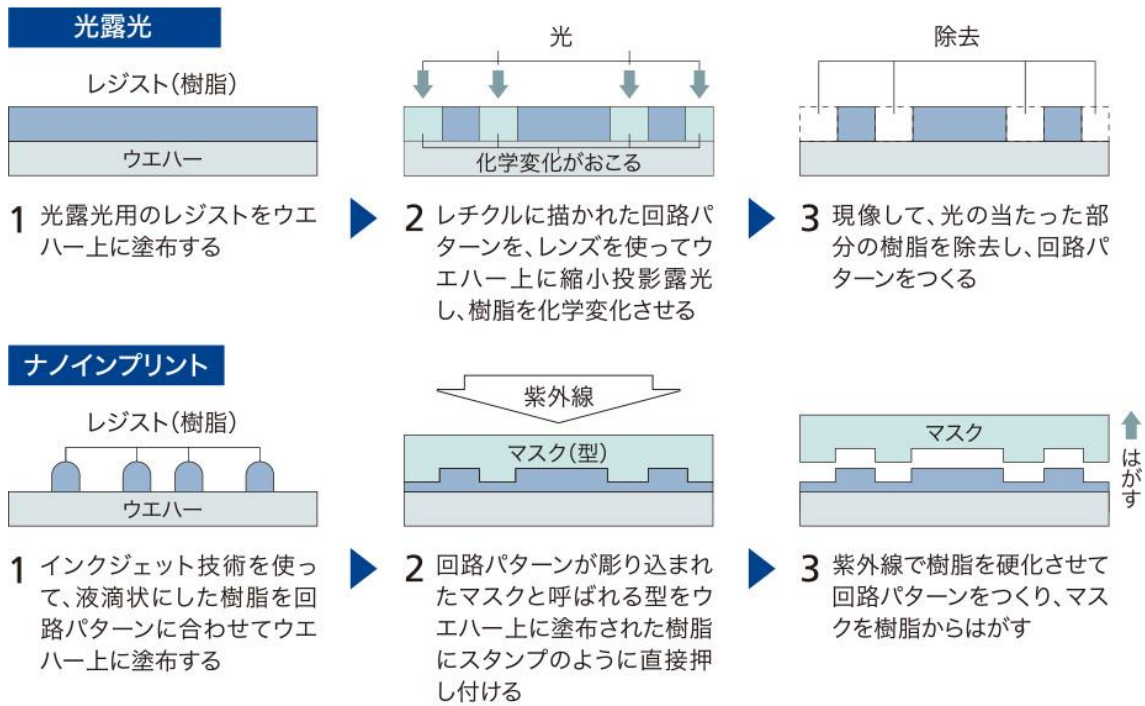 光露光
レジスト(樹脂)
ウエハー
1 光露光用のレジストをウエ
ハー上に塗布する
光
化学変化がおこる
2 レチクルに描かれた回路パ
ターンを、レンズを使ってウ
エハー上に縮小投影露光
し、樹脂を化学変化させる
除去
3 現像して、光の当たった部
分の樹脂を除去し、回路パ
ターンをつくる
ナノインプリント
レジスト(樹脂)
ウエハー
1 インクジェット技術を使っ
て、液滴状にした樹脂を回
路パターンに合わせてウエ
ハー上に塗布する
紫外線
マスク(型)
2 回路パターンが彫り込まれ
たマスクと呼ばれる型をウ
エハー上に塗布された樹脂
にスタンプのように直接押
し付ける
マスク
はがす
3 紫外線で樹脂を硬化させて
回路パターンをつくり、マス
クを樹脂からはがす